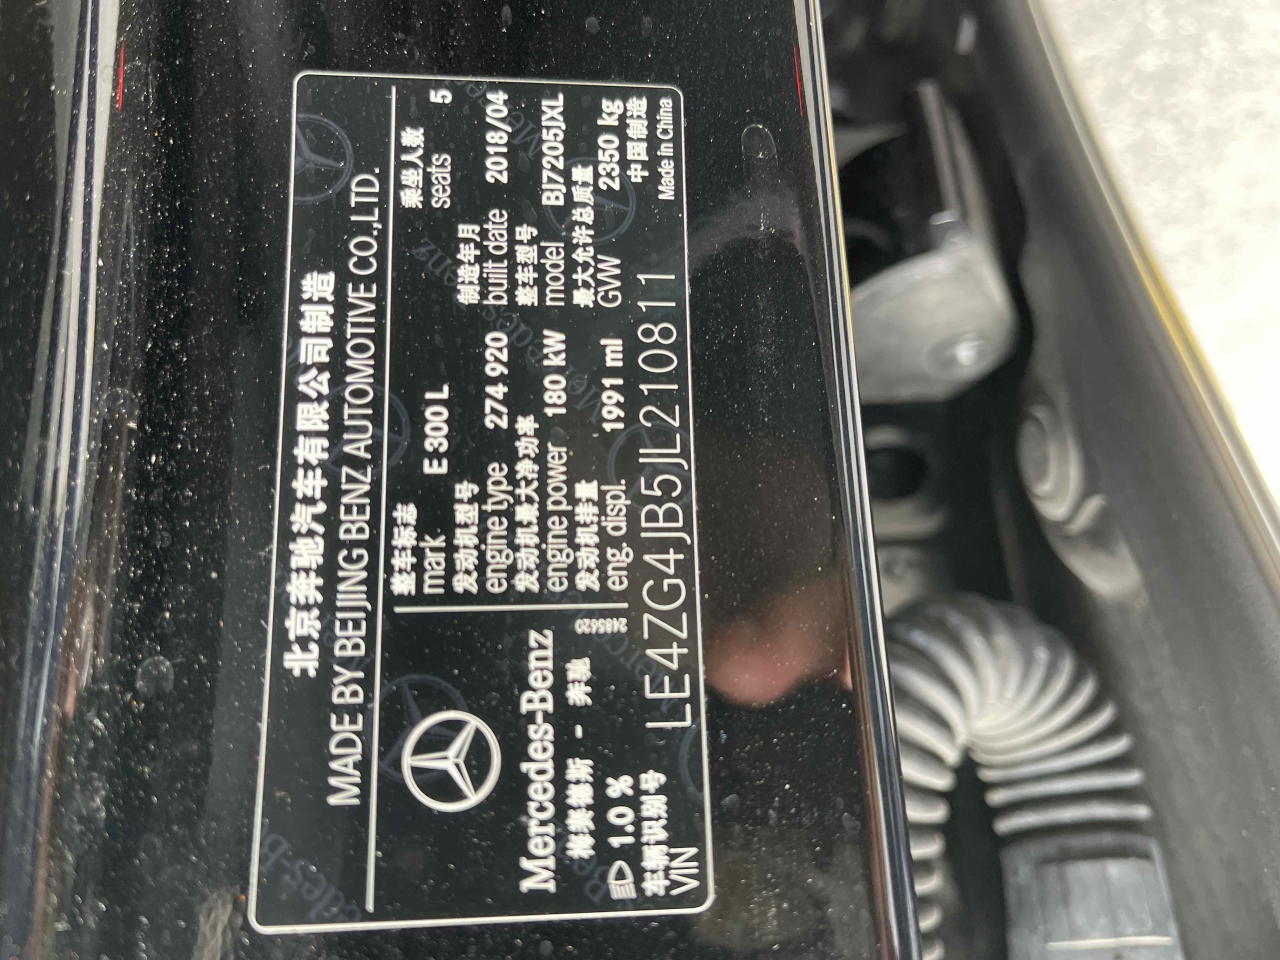 北京奔驰汽车有限公司制造
MADE BY BEIJING BENZ AUTOMOTIVE CO.,LTD.
Mercedes-Benz
梅赛德斯 - 奔驰
1.0 %
2485620
整车标志 乘坐人数
mark E 300 L seats 5
发动机型号 制造年月
engine type 274 920 built date 2018/04
发动机最大净功率 整车型号
engine power 180 kW model BJ7205JXL
发动机排量 最大允许总质量
eng. displ. 1991 ml GVW 2350 kg
中国制造
Made in China
车辆识别号
VIN LE4ZG4JB5JL210811